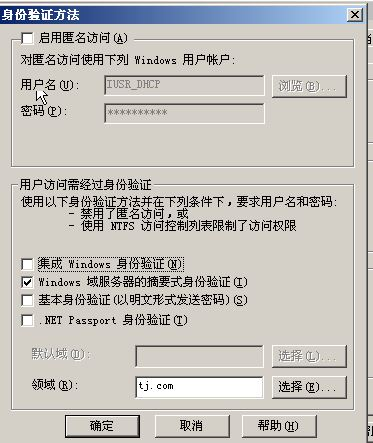 身份验证方法
启用匿名访问(A)
对匿名访问使用下列 Windows 用户帐户:
用户名(U): IUSR_DHCP 浏览(B)...
密码(P): **********
用户访问需经过身份验证
使用以下身份验证方法并在下列条件下，要求用户名和密码:
- 禁用了匿名访问，或
- 使用 NTFS 访问控制列表限制了访问权限
集成 Windows 身份验证(N)
Windows 域服务器的摘要式身份验证(I)
基本身份验证(以明文形式发送密码)(S)
.NET Passport 身份验证(T)
默认域(D): 选择(L)...
领域(R): tj.com 选择(E)...
确定 取消 帮助(H)